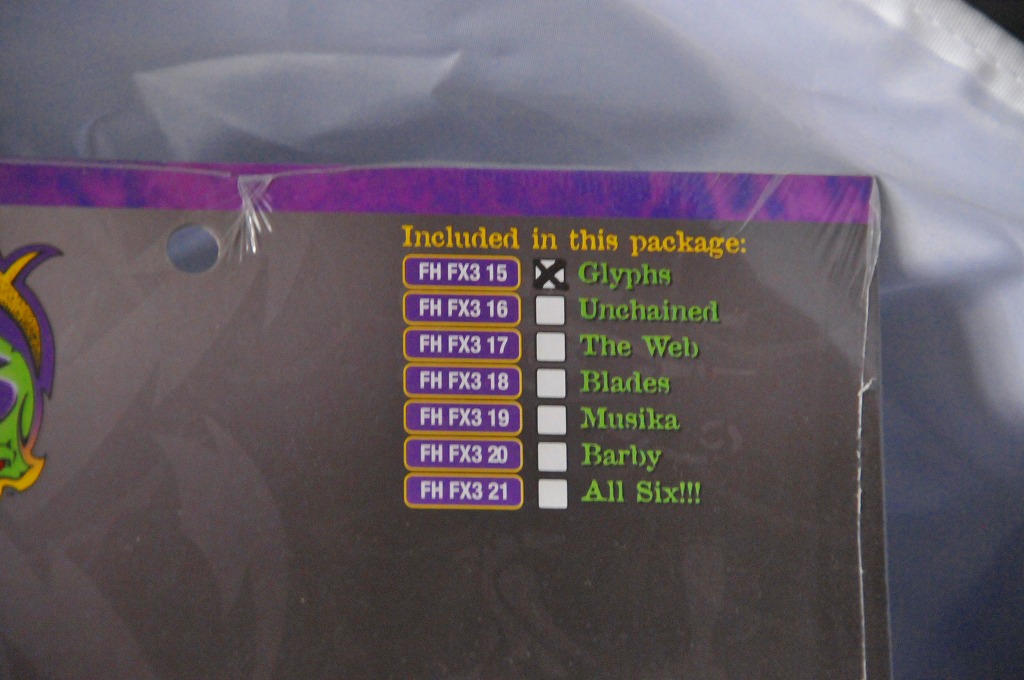 Included in this package:
FH FX3 15 Glyphs
FH FX3 16 Unchained
FH FX3 17 The Web
FH FX3 18 Blades
FH FX3 19 Musika
FH FX3 20 Barby
FH FX3 21 All Six!!!